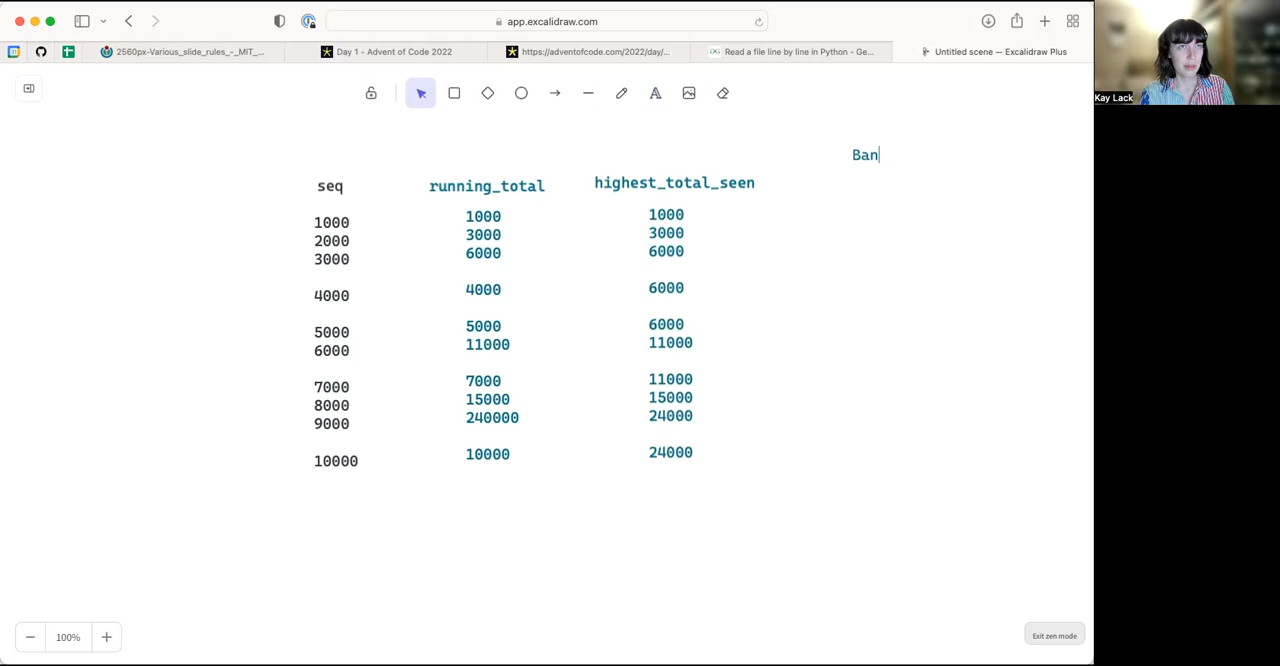 app.excalidraw.com
2560px-Various_slide_rules_-_MIT_...
Day 1 - Advent of Code 2022
https://adventofcode.com/2022/day/...
Read a file line by line in Python - Ge...
Untitled scene — Excalidraw Plus
Kay Lack
Ban
seq running_total highest_total_seen
1000 1000 1000
2000 3000 3000
3000 6000 6000
4000 4000 6000
5000 5000 6000
6000 11000 11000
7000 7000 11000
8000 15000 15000
9000 240000 24000
10000 10000 24000
100%
Exit zen mode